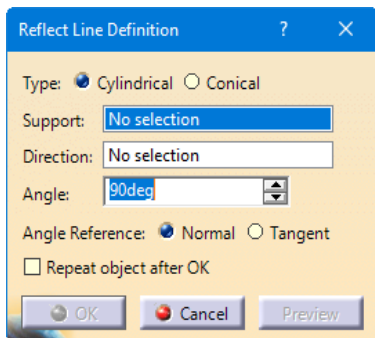 Reflect Line Definition ? ×
Type: Cylindrical Conical
Support: No selection
Direction: No selection
Angle: 90deg
Angle Reference: Normal Tangent
Repeat object after OK
OK Cancel Preview